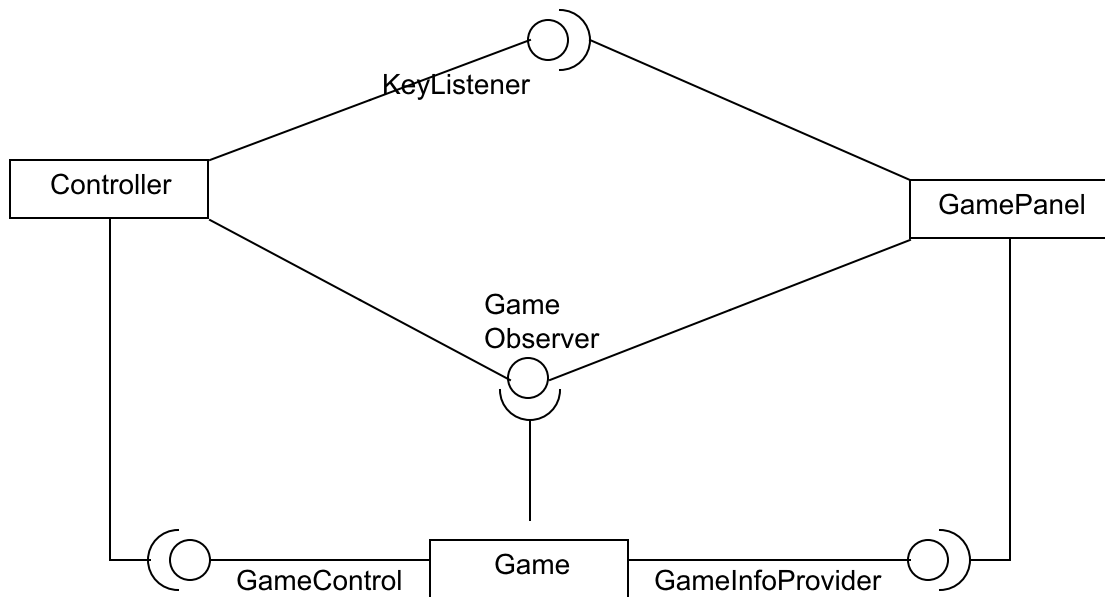 KeyListener
Controller
GamePanel
Game
Observer
Game
GameControl
GameInfoProvider